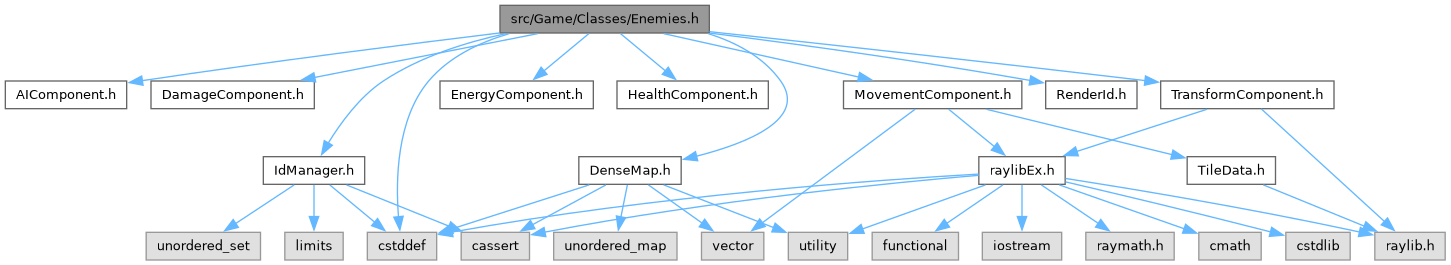 src/Game/Classes/Enemies.h
AIComponent.h
DamageComponent.h
EnergyComponent.h
HealthComponent.h
MovementComponent.h
RenderId.h
TransformComponent.h
IdManager.h
DenseMap.h
raylibEx.h
TileData.h
unordered_set
limits
cstddef
cassert
unordered_map
vector
utility
functional
iostream
raymath.h
cmath
cstdlib
raylib.h